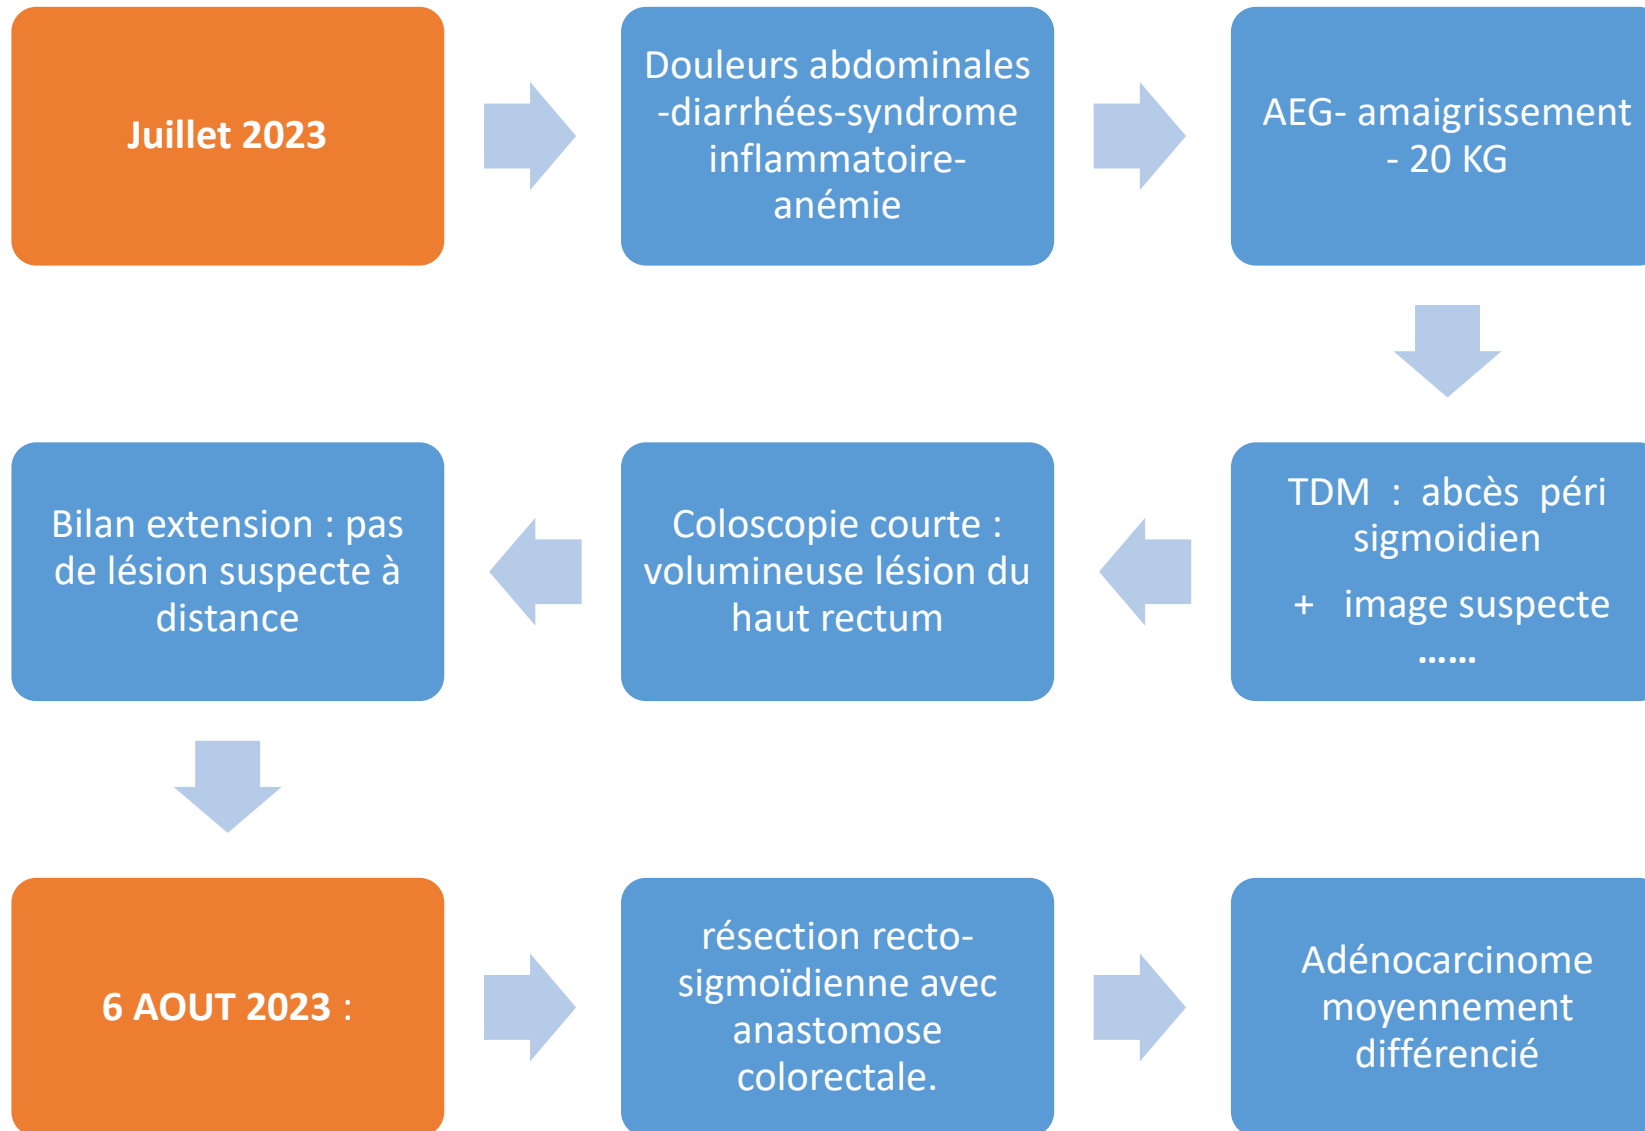 Juillet 2023
Douleurs abdominales
-diarrhées-syndrome
inflammatoire-
anémie
AEG- amaigrissement
- 20 KG
TDM : abcès péri
sigmoidien
+ image suspecte
......
Coloscopie courte :
volumineuse lésion du
haut rectum
Bilan extension : pas
de lésion suspecte à
distance
6 AOUT 2023 :
résection recto-
sigmoïdienne avec
anastomose
colorectale.
Adénocarcinome
moyennement
différencié